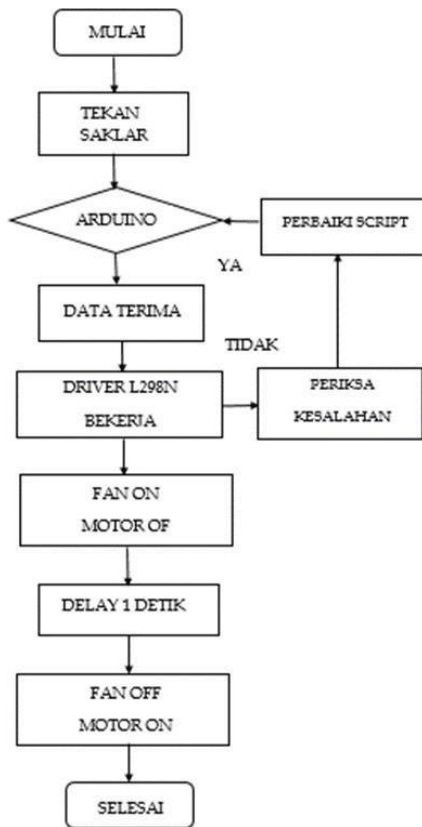 MULAI
TEKAN
SAKLAR
ARDUINO
PERBAIKI SCRIPT
YA
DATA TERIMA
TIDAK
DRIVER L298N
BEKERJA
PERIKSA
KESALAHAN
FAN ON
MOTOR OF
DELAY 1 DETIK
FAN OFF
MOTOR ON
SELESAI